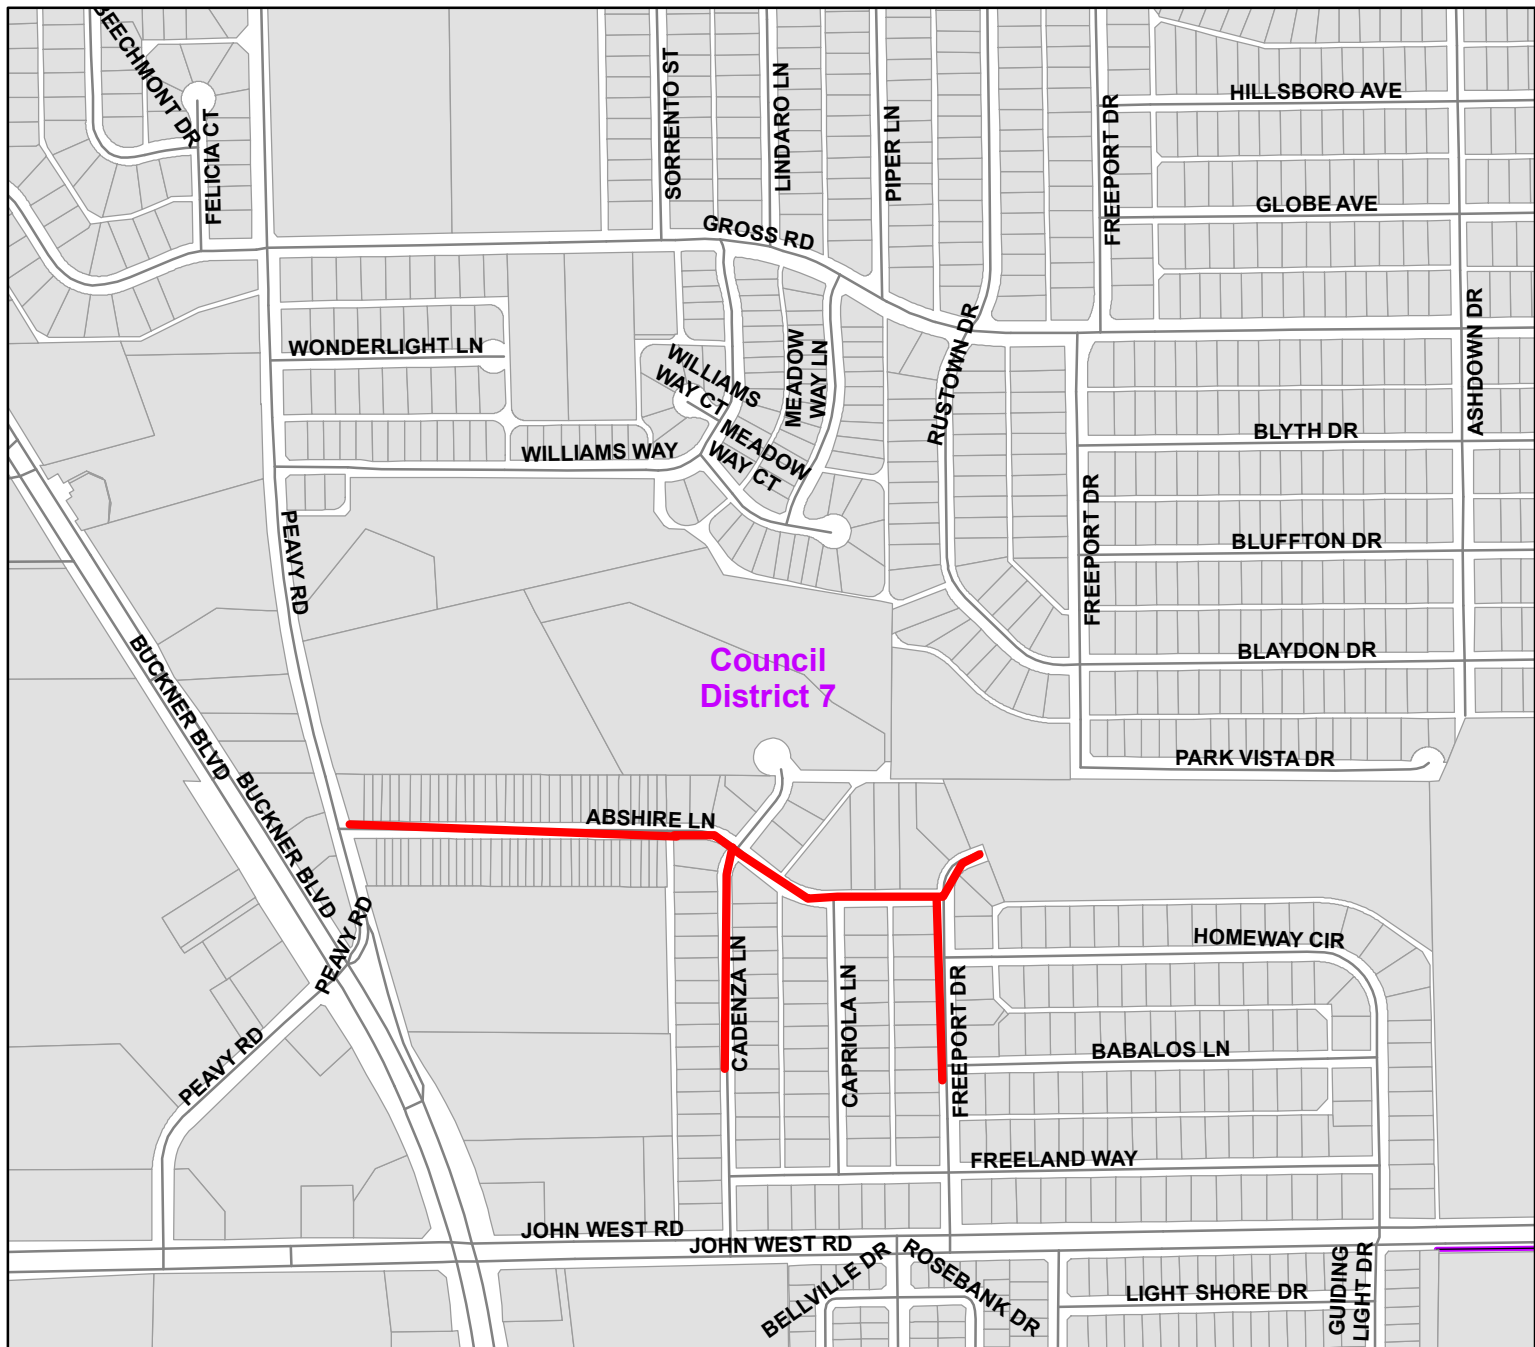 BEECHMONT DR
FELICIA CT
SORRENTO ST
LINDARO LN
PIPER LN
FREEPORT DR
HILLSBORO AVE
GLOBE AVE
GROSS RD
ASHDOWN DR
WONDERLIGHT LN
WILLIAMS
WAY CT
MEADOW
WAY LN
RUSTOWN DR
WILLIAMS WAY
MEADOW
WAY CT
BLYTH DR
FREEPORT DR
BLUFFTON DR
PEAVY RD
BLAYDON DR
BUCKNER BLVD
Council
District 7
PARK VISTA DR
BUCKNER BLVD
ABSHIRE LN
PEAVY RD
CADENZA LN
CAPRIOLA LN
FREEPORT DR
HOMEWAY CIR
PEAVY RD
BABALOS LN
FREELAND WAY
JOHN WEST RD
JOHN WEST RD
BELLVILLE DR
ROSEBANK DR
LIGHT SHORE DR
GUIDING
LIGHT DR